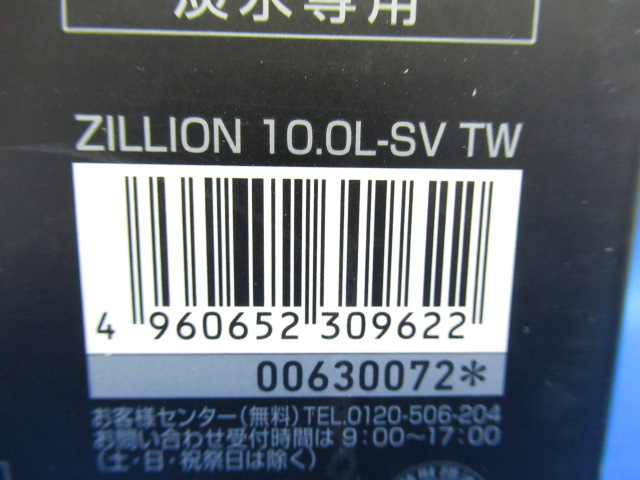 淡水専用
ZILLION 10.0L-SV TW
4 960652 309622
00630072*
お客様センター(無料)TEL.0120-506-204
お問い合わせ受付時間は 9:00~17:00
(土・日・祝祭日は除く)